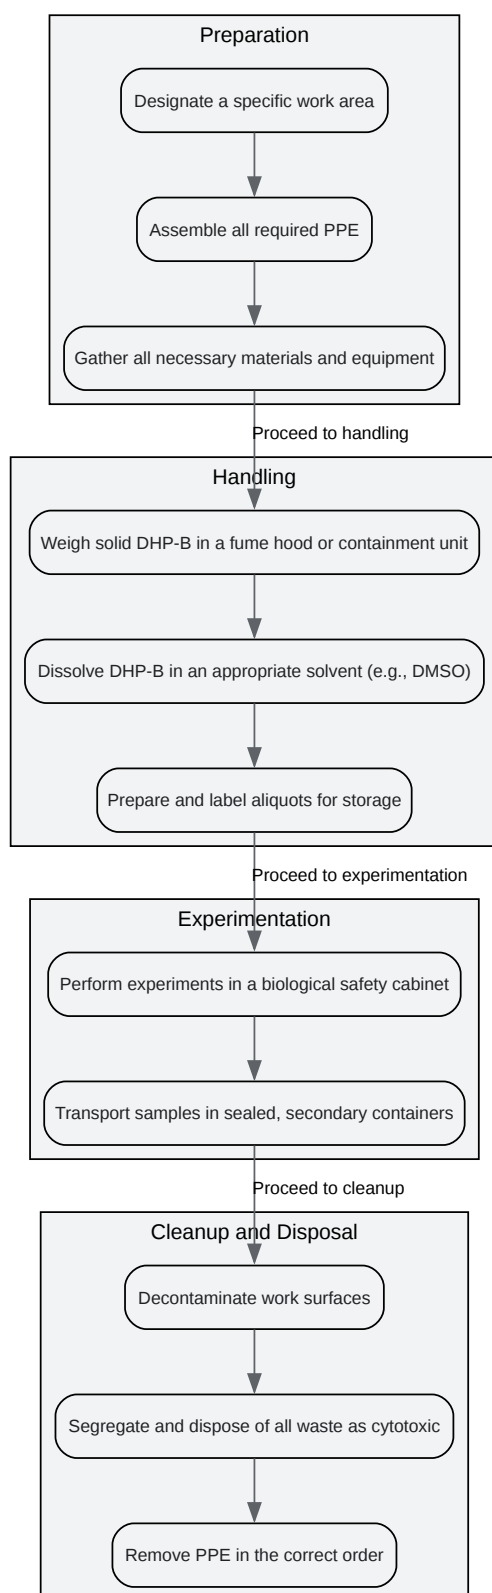 Preparation
Designate a specific work area
Assemble all required PPE
Gather all necessary materials and equipment
Proceed to handling
Handling
Weigh solid DHP-B in a fume hood or containment unit
Dissolve DHP-B in an appropriate solvent (e.g., DMSO)
Prepare and label aliquots for storage
Proceed to experimentation
Experimentation
Perform experiments in a biological safety cabinet
Transport samples in sealed, secondary containers
Proceed to cleanup
Cleanup and Disposal
Decontaminate work surfaces
Segregate and dispose of all waste as cytotoxic
Remove PPE in the correct order